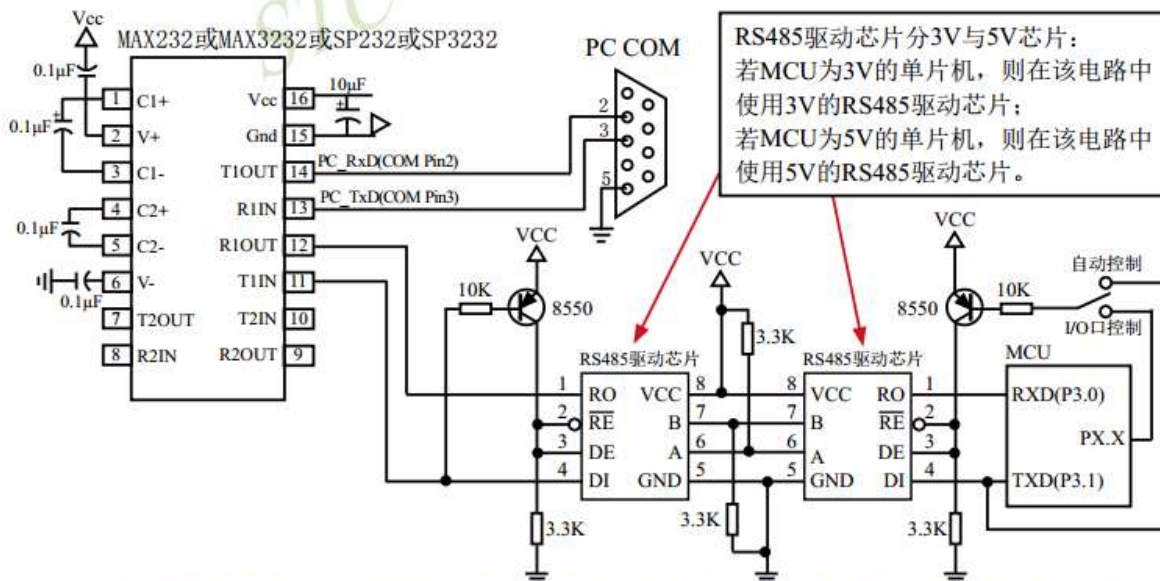 STC
Vcc
MAX232或MAX3232或SP232或SP3232
0.1μF
0.1μF
0.1μF
0.1μF
1 C1+
2 V+
3 C1-
4 C2+
5 C2-
6 V-
7 T2OUT
8 R2IN
Vcc 16
Gnd 15
T1OUT 14
R1IN 13
R1OUT 12
T1IN 11
T2IN 10
R2OUT 9
10μF
PC_RxD(COM Pin2)
PC_TxD(COM Pin3)
PC COM
2
3
5
RS485驱动芯片分3V与5V芯片：
若MCU为3V的单片机，则在该电路中
使用3V的RS485驱动芯片；
若MCU为5V的单片机，则在该电路中
使用5V的RS485驱动芯片。
VCC
10K
8550
3.3K
RS485驱动芯片
1 RO
2 RE
3 DE
4 DI
VCC 8
B 7
A 6
GND 5
VCC
3.3K
3.3K
RS485驱动芯片
8 VCC
7 B
6 A
5 GND
RO 1
RE 2
DE 3
DI 4
VCC
8550
10K
3.3K
自动控制
I/O口控制
MCU
RXD(P3.0)
PX.X
TXD(P3.1)